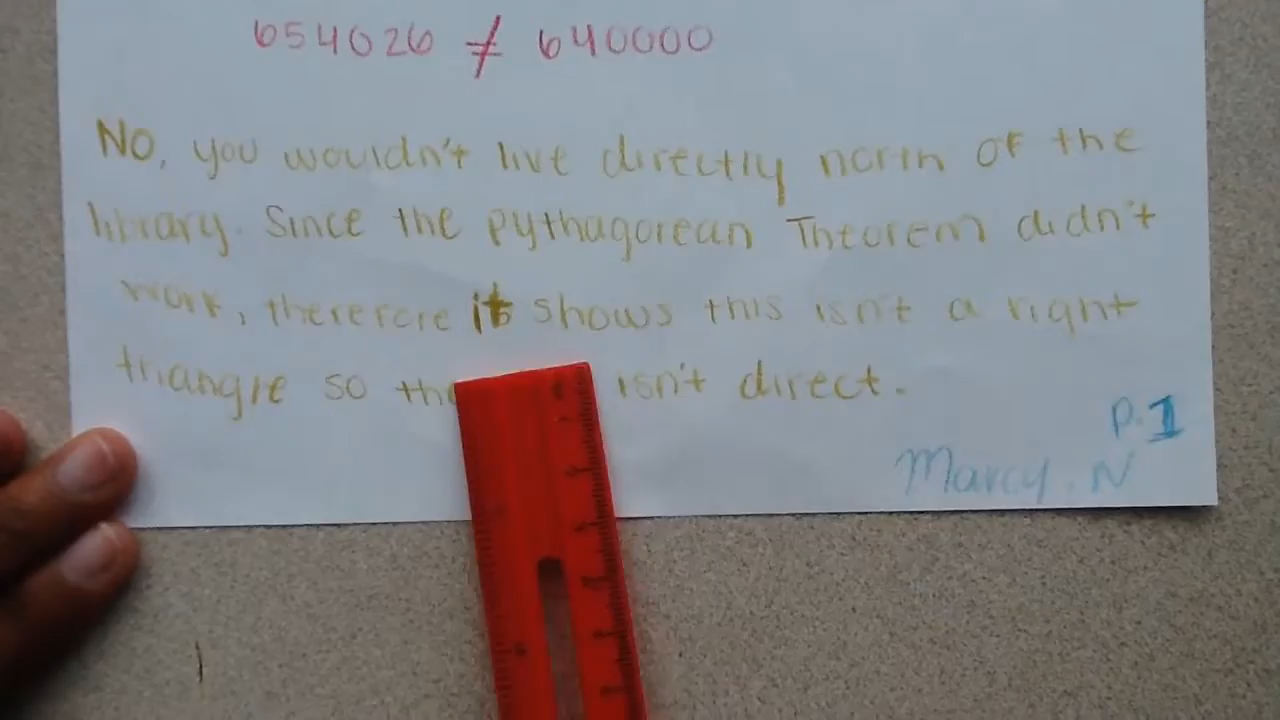 654026 ≠ 640000
No, you wouldn't live directly north of the
library. Since the pythagorean Theorem didn't
work, therefore it shows this isn't a right
triangle so the isn't direct.
P.1
Marcy. N